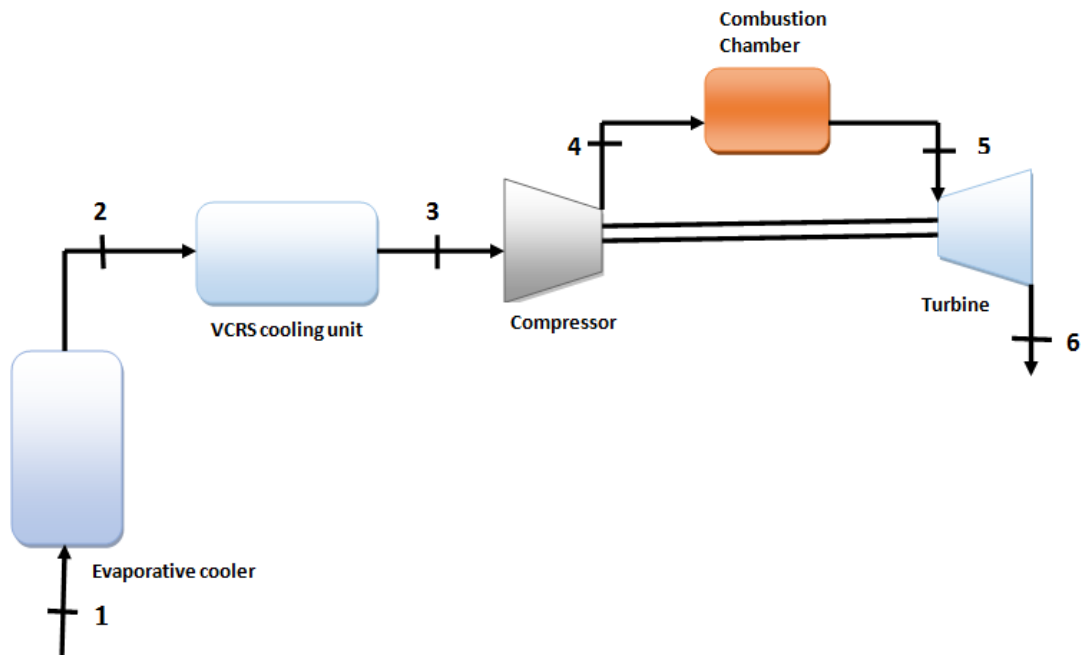 Combustion
Chamber
4
5
2
3
VCRS cooling unit
Compressor
Turbine
6
Evaporative cooler
1